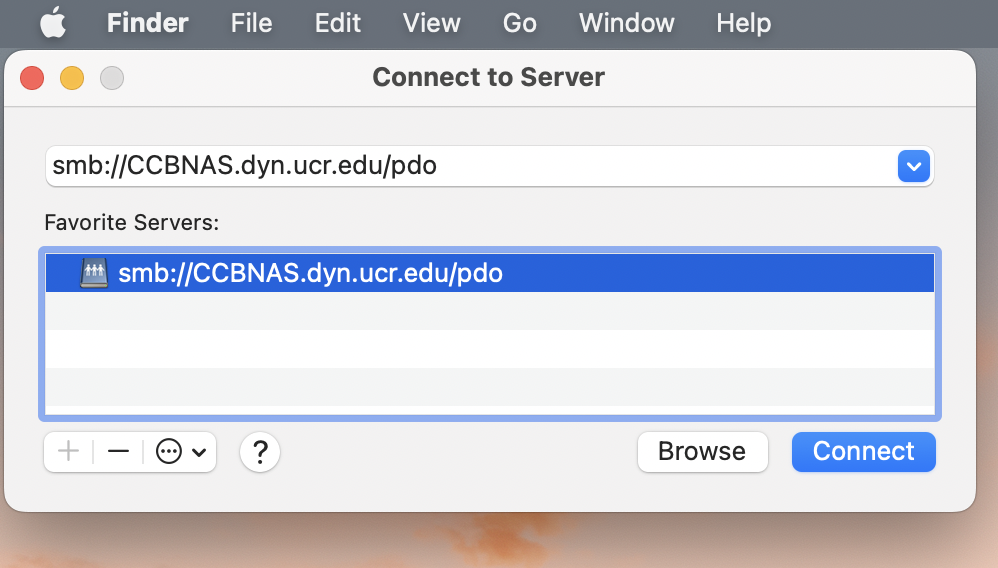 Finder File Edit View Go Window Help
Connect to Server
smb://CCBNAS.dyn.ucr.edu/pdo
Favorite Servers:
smb://CCBNAS.dyn.ucr.edu/pdo
? Browse Connect